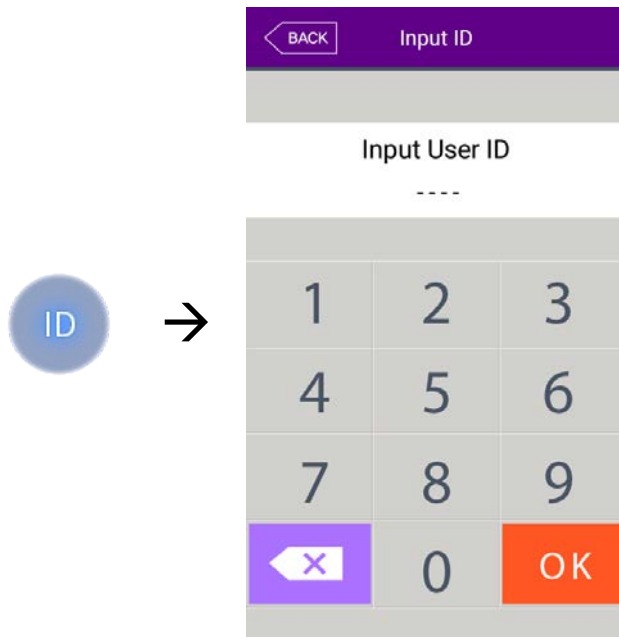 BACK Input ID
Input User ID
----
ID →
1 2 3
4 5 6
7 8 9
0 OK